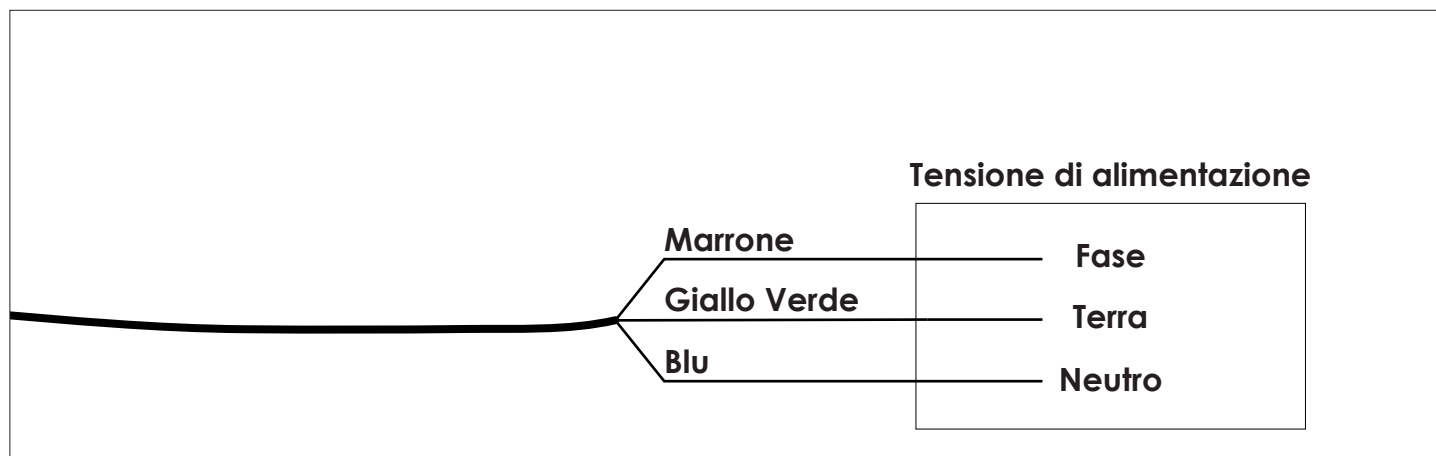 Tensione di alimentazione
Marrone
Fase
Giallo Verde
Terra
Blu
Neutro